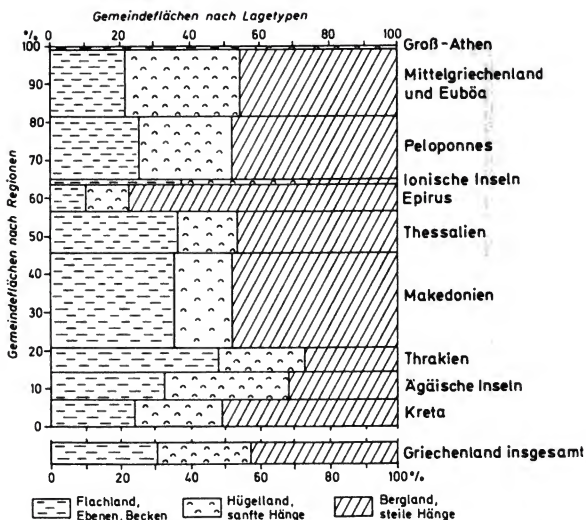 Gemeindeflächen nach Lagetypen
% 0 20 40 60 80 100
100
90
80
70
60
50
40
30
20
10
0
Gemeindeflächen nach Regionen
Groß-Athen
Mittelgriechenland
und Euböa
Peloponnes
Ionische Inseln
Epirus
Thessalien
Makedonien
Thrakien
Ägäische Inseln
Kreta
Griechenland insgesamt
0 20 40 60 80 100 %
Flachland,
Ebenen, Becken
Hügelland,
sanfte Hänge
Bergland,
steile Hänge